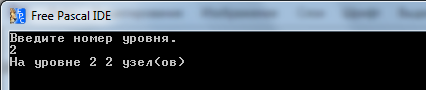 Free Pascal IDE
Введите номер уровня.
2
На уровне 2 2 узел(ов)